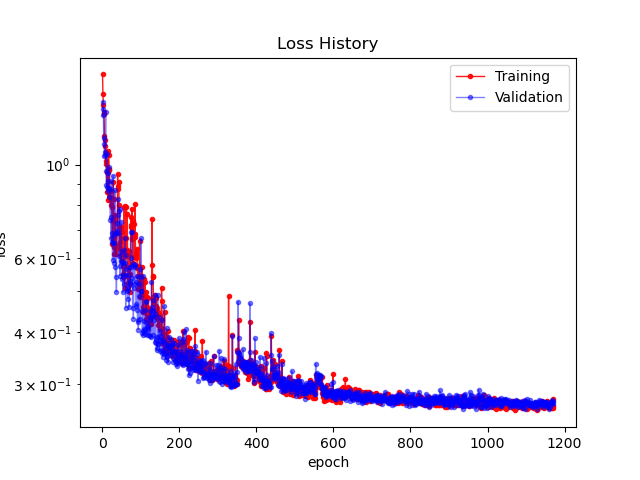 Loss History
Training
Validation
10⁰
6 × 10⁻¹
4 × 10⁻¹
3 × 10⁻¹
loss
0 200 400 600 800 1000 1200
epoch